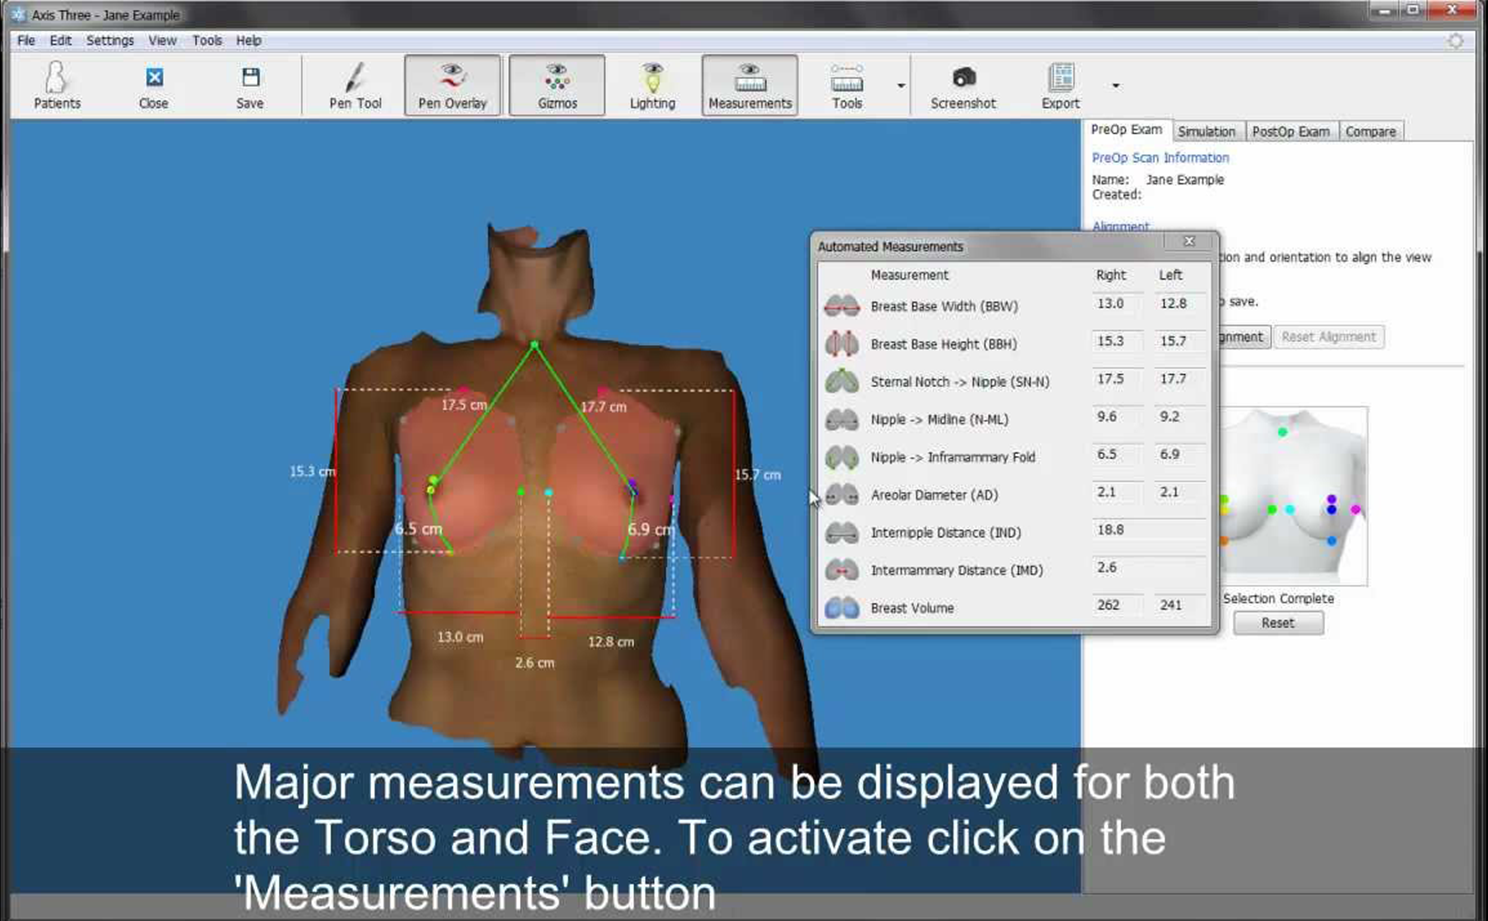 Axis Three - Jane Example
File Edit Settings View Tools Help
Patients Close Save Pen Tool Pen Overlay Gizmos Lighting Measurements Tools Screenshot Export
PreOp Exam Simulation PostOp Exam Compare
PreOp Scan Information
Name: Jane Example
Created:
Alignment
ion and orientation to align the view
save.
gnment Reset Alignment
Automated Measurements
Measurement Right Left
Breast Base Width (BBW) 13.0 12.8
Breast Base Height (BBH) 15.3 15.7
Sternal Notch -> Nipple (SN-N) 17.5 17.7
Nipple -> Midline (N-ML) 9.6 9.2
Nipple -> Inframammary Fold 6.5 6.9
Areolar Diameter (AD) 2.1 2.1
Internipple Distance (IND) 18.8
Intermammary Distance (IMD) 2.6
Breast Volume 262 241
Selection Complete
Reset
17.5 cm 17.7 cm
15.3 cm 15.7 cm
6.5 cm 6.9 cm
13.0 cm 12.8 cm
2.6 cm
Major measurements can be displayed for both
the Torso and Face. To activate click on the
'Measurements' button